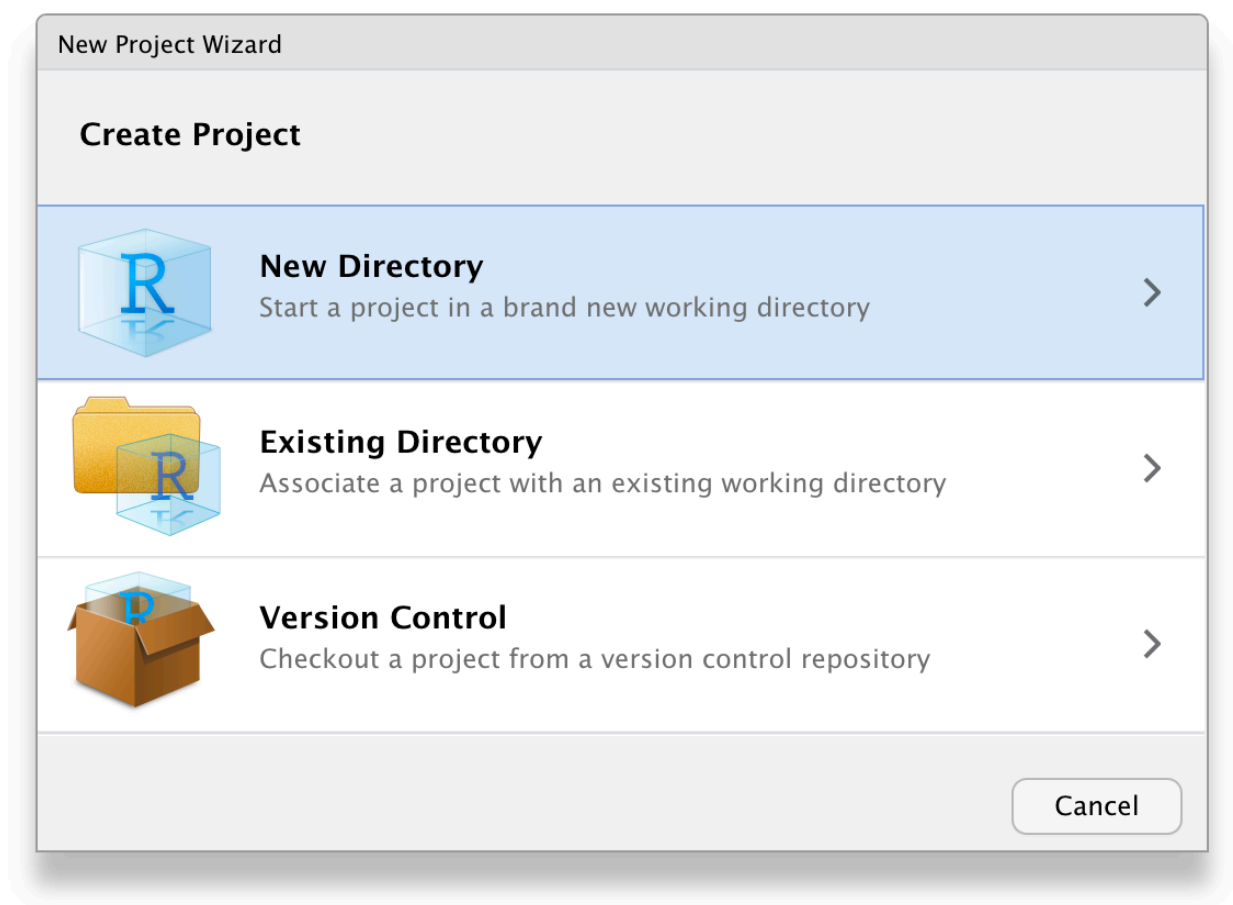 New Project Wizard
Create Project
R
New Directory
Start a project in a brand new working directory
R
Existing Directory
Associate a project with an existing working directory
R
Version Control
Checkout a project from a version control repository
Cancel